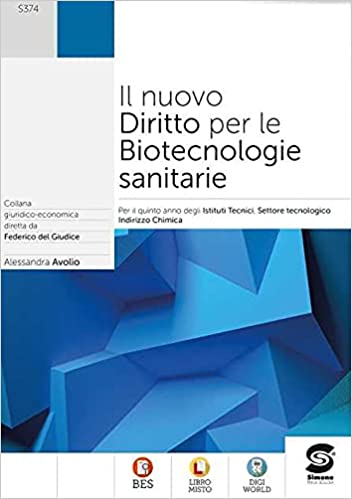 S374
Il nuovo
Diritto per le
Biotecnologie
sanitarie
Per il quinto anno degli Istituti Tecnici, Settore tecnologico
Indirizzo Chimica
Collana
giuridico-economica
diretta da
Federico del Giudice
Alessandra Avolio
BES
LIBRO
MISTO
DIGI
WORLD
Simone